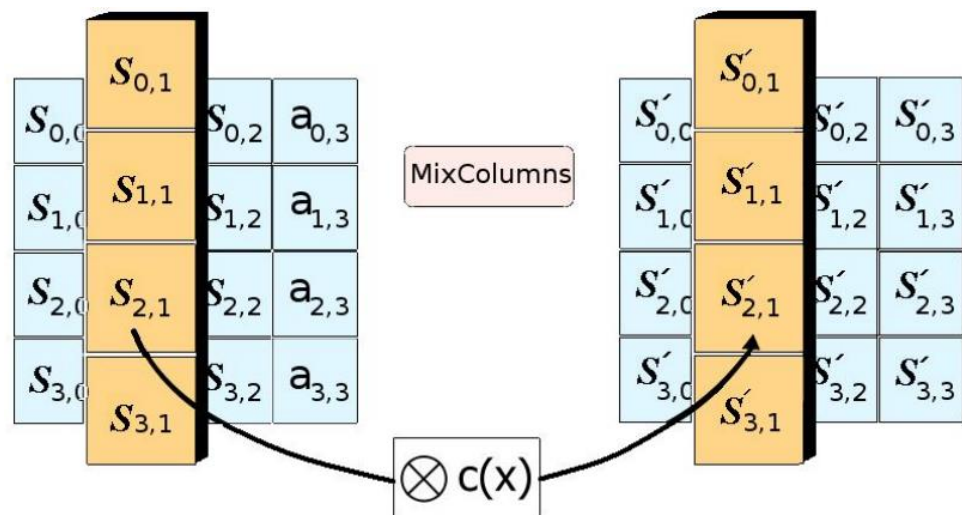 S0,1
S´0,1
S0,0 S0,2 a0,3
S´0,0 S´0,2 S´0,3
MixColumns
S1,1
S´1,1
S1,0 S1,2 a1,3
S´1,0 S´1,2 S´1,3
S2,0 S2,1 S2,2 a2,3
S´2,0 S´2,1 S´2,2 S´2,3
S3,0 S3,2 a3,3
S´3,0 S´3,2 S´3,3
S3,1
S´3,1
⊗ c(x)